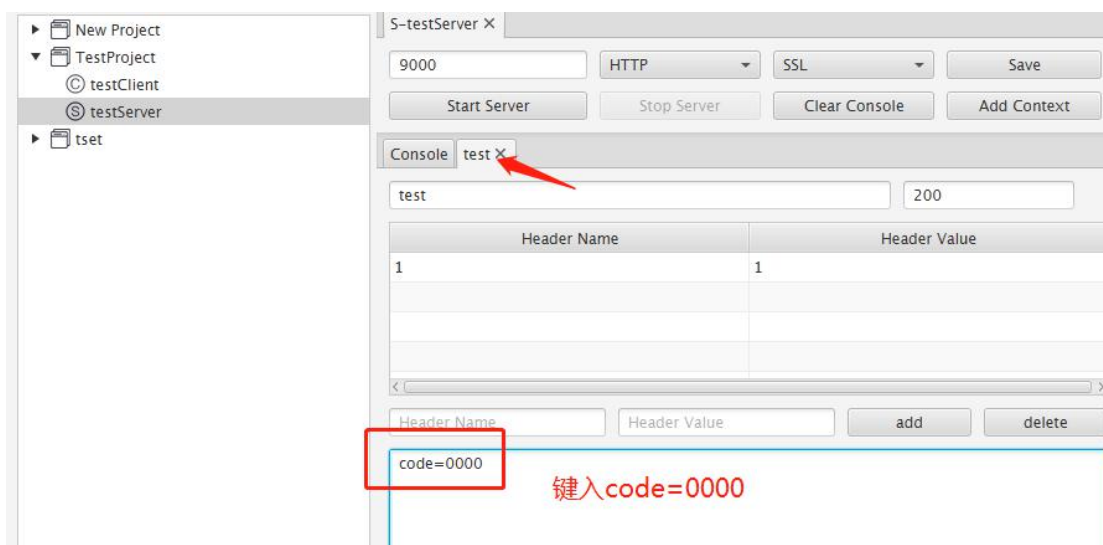 New Project
TestProject
testClient
testServer
tset
S-testServer
9000 HTTP SSL Save
Start Server Stop Server Clear Console Add Context
Console test
test 200
Header Name Header Value
1 1
Header Name Header Value add delete
code=0000
键入code=0000